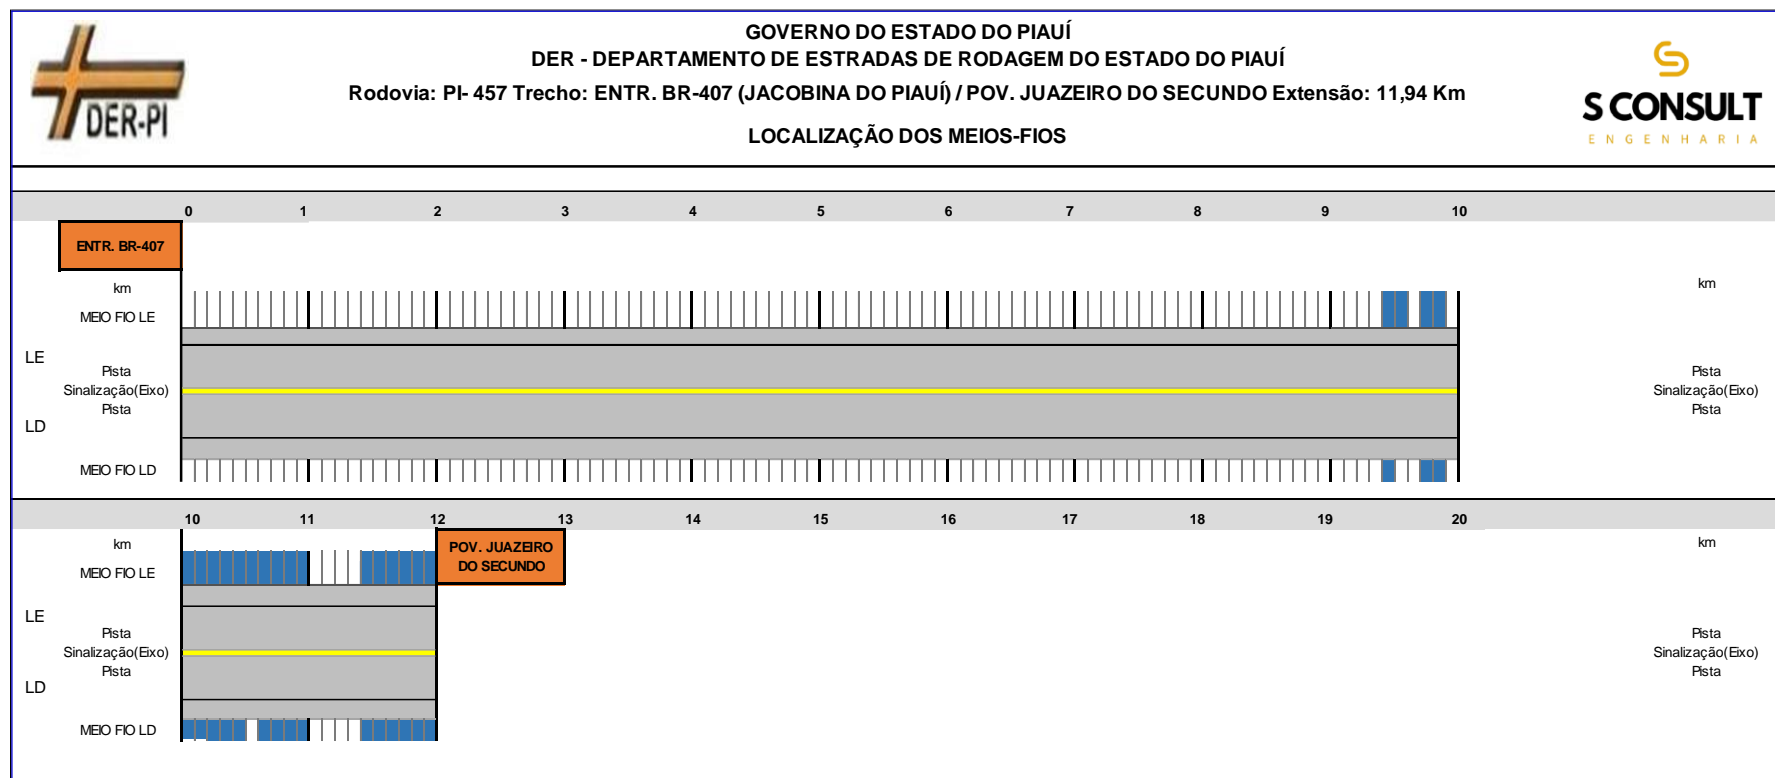 GOVERNO DO ESTADO DO PIAUÍ
DER - DEPARTAMENTO DE ESTRADAS DE RODAGEM DO ESTADO DO PIAUÍ
Rodovia: PI- 457 Trecho: ENTR. BR-407 (JACOBINA DO PIAUÍ) / POV. JUAZEIRO DO SECUNDO Extensão: 11,94 Km
LOCALIZAÇÃO DOS MEIOS-FIOS
DER-PI
S CONSULT
ENGENHARIA
0 1 2 3 4 5 6 7 8 9 10
ENTR. BR-407
km km
MEIO FIO LE
LE
Pista Pista
Sinalização(Eixo) Sinalização(Eixo)
Pista Pista
LD
MEIO FIO LD
10 11 12 13 14 15 16 17 18 19 20
km km
POV. JUAZEIRO
DO SECUNDO
MEIO FIO LE
LE
Pista Pista
Sinalização(Eixo) Sinalização(Eixo)
Pista Pista
LD
MEIO FIO LD